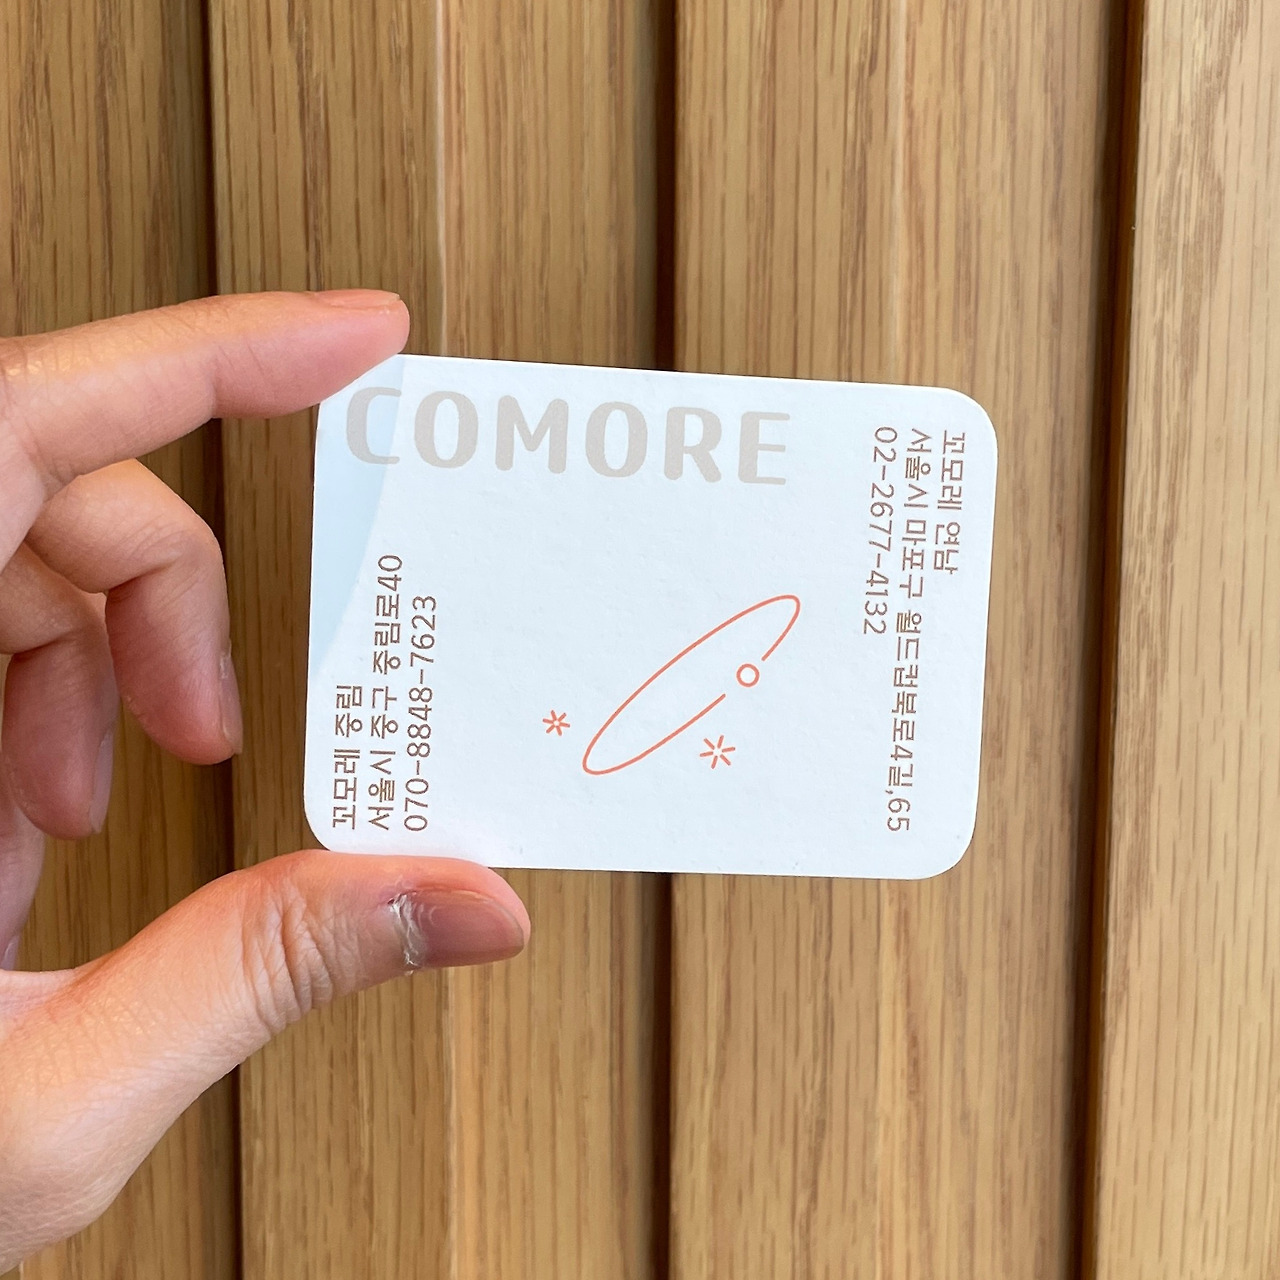 COMORE
꼬모레 중림
서울시 중구 중림로40
070-8848-7623
꼬모레 연남
서울시 마포구 월드컵북로4길,65
02-2677-4132